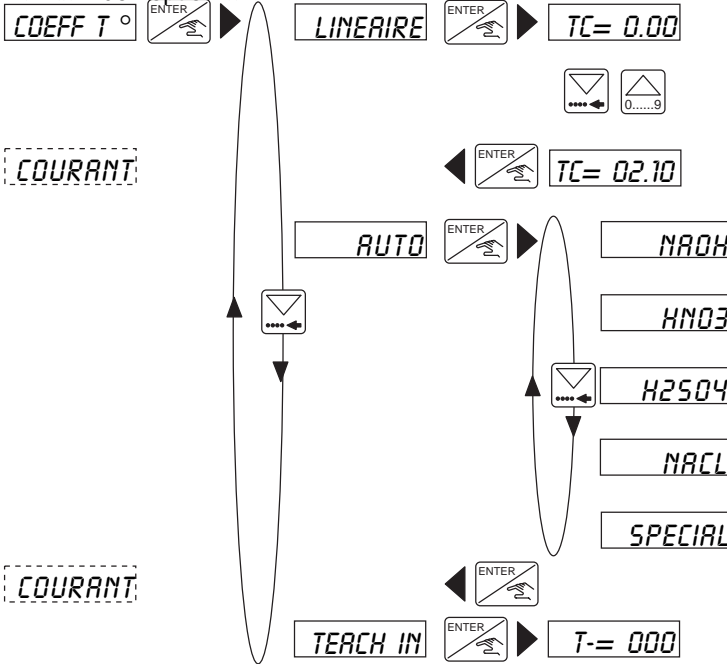 COEFF T ° ENTER LINEAIRE ENTER TC= 0.00
0......9
COURANT ENTER TC= 02.10
AUTO ENTER NAOH
HNO3
H2SO4
NACL
SPECIAL
COURANT ENTER
TEACH IN ENTER T-= 000